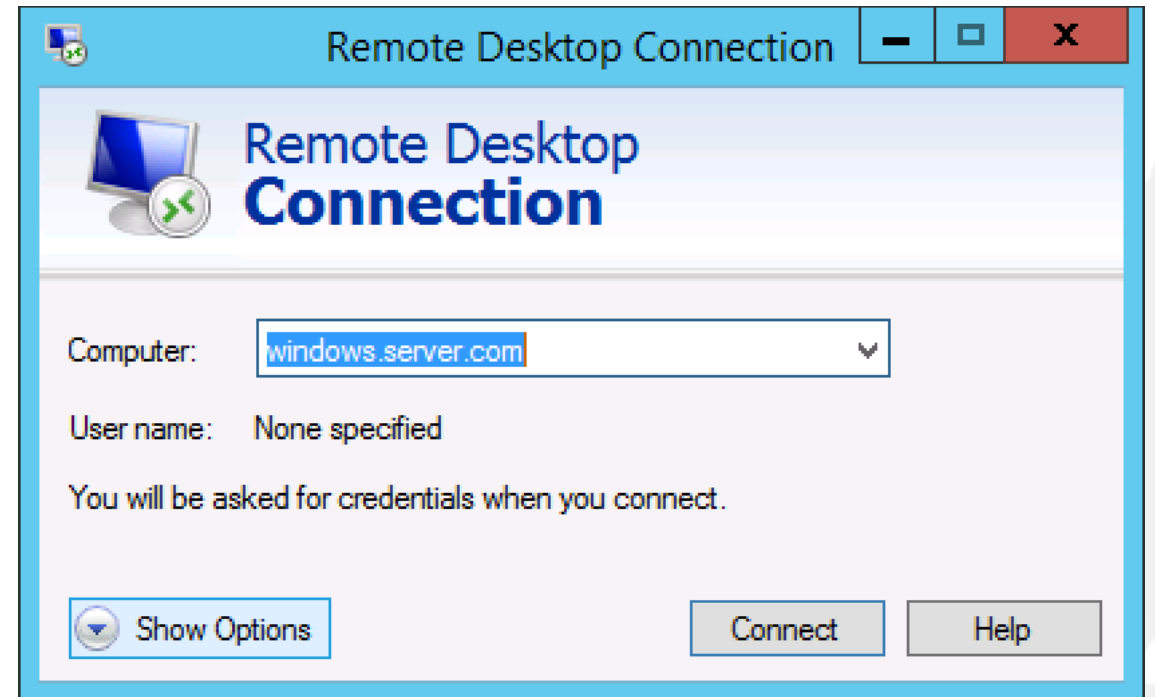 Remote Desktop Connection
Remote Desktop
Connection
Computer: windows.server.com
User name: None specified
You will be asked for credentials when you connect.
Show Options Connect Help